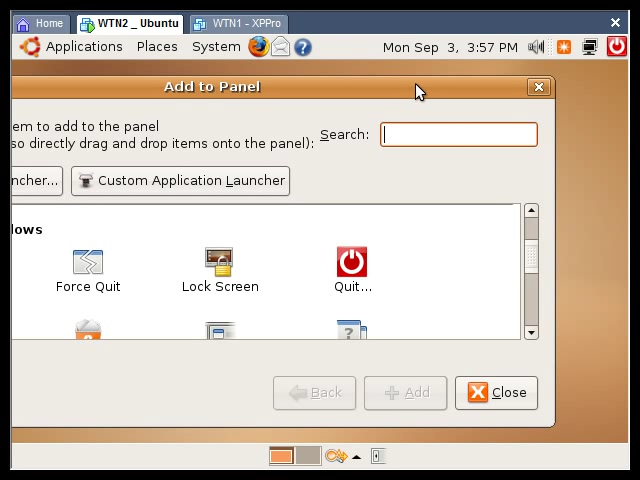 Home WTN2 _ Ubuntu WTN1 - XPPro
Applications Places System Mon Sep 3, 3:57 PM
Add to Panel
em to add to the panel
so directly drag and drop items onto the panel): Search:
ncher... Custom Application Launcher
lows
Force Quit Lock Screen Quit...
Back Add Close